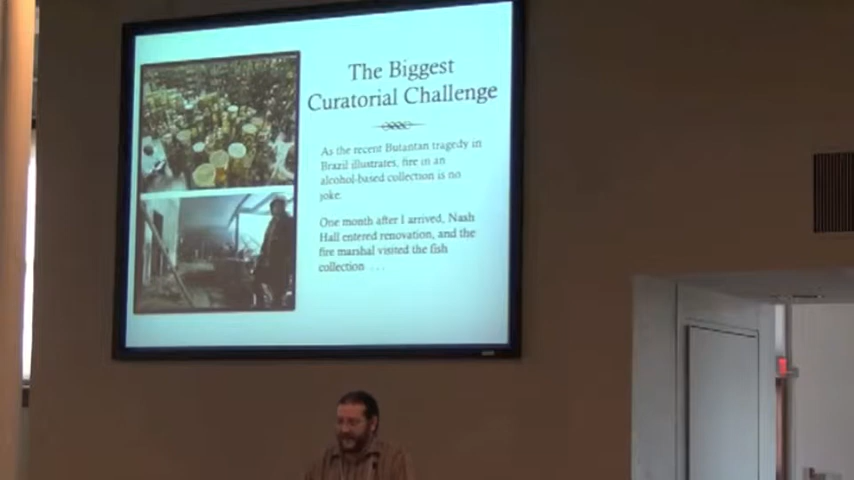 The Biggest
Curatorial Challenge
As the recent Butantan tragedy in
Brazil illustrates, fire in an
alcohol-based collection is no
joke.
One month after I arrived, Nash
Hall entered renovation, and the
fire marshal visited the fish
collection . . .